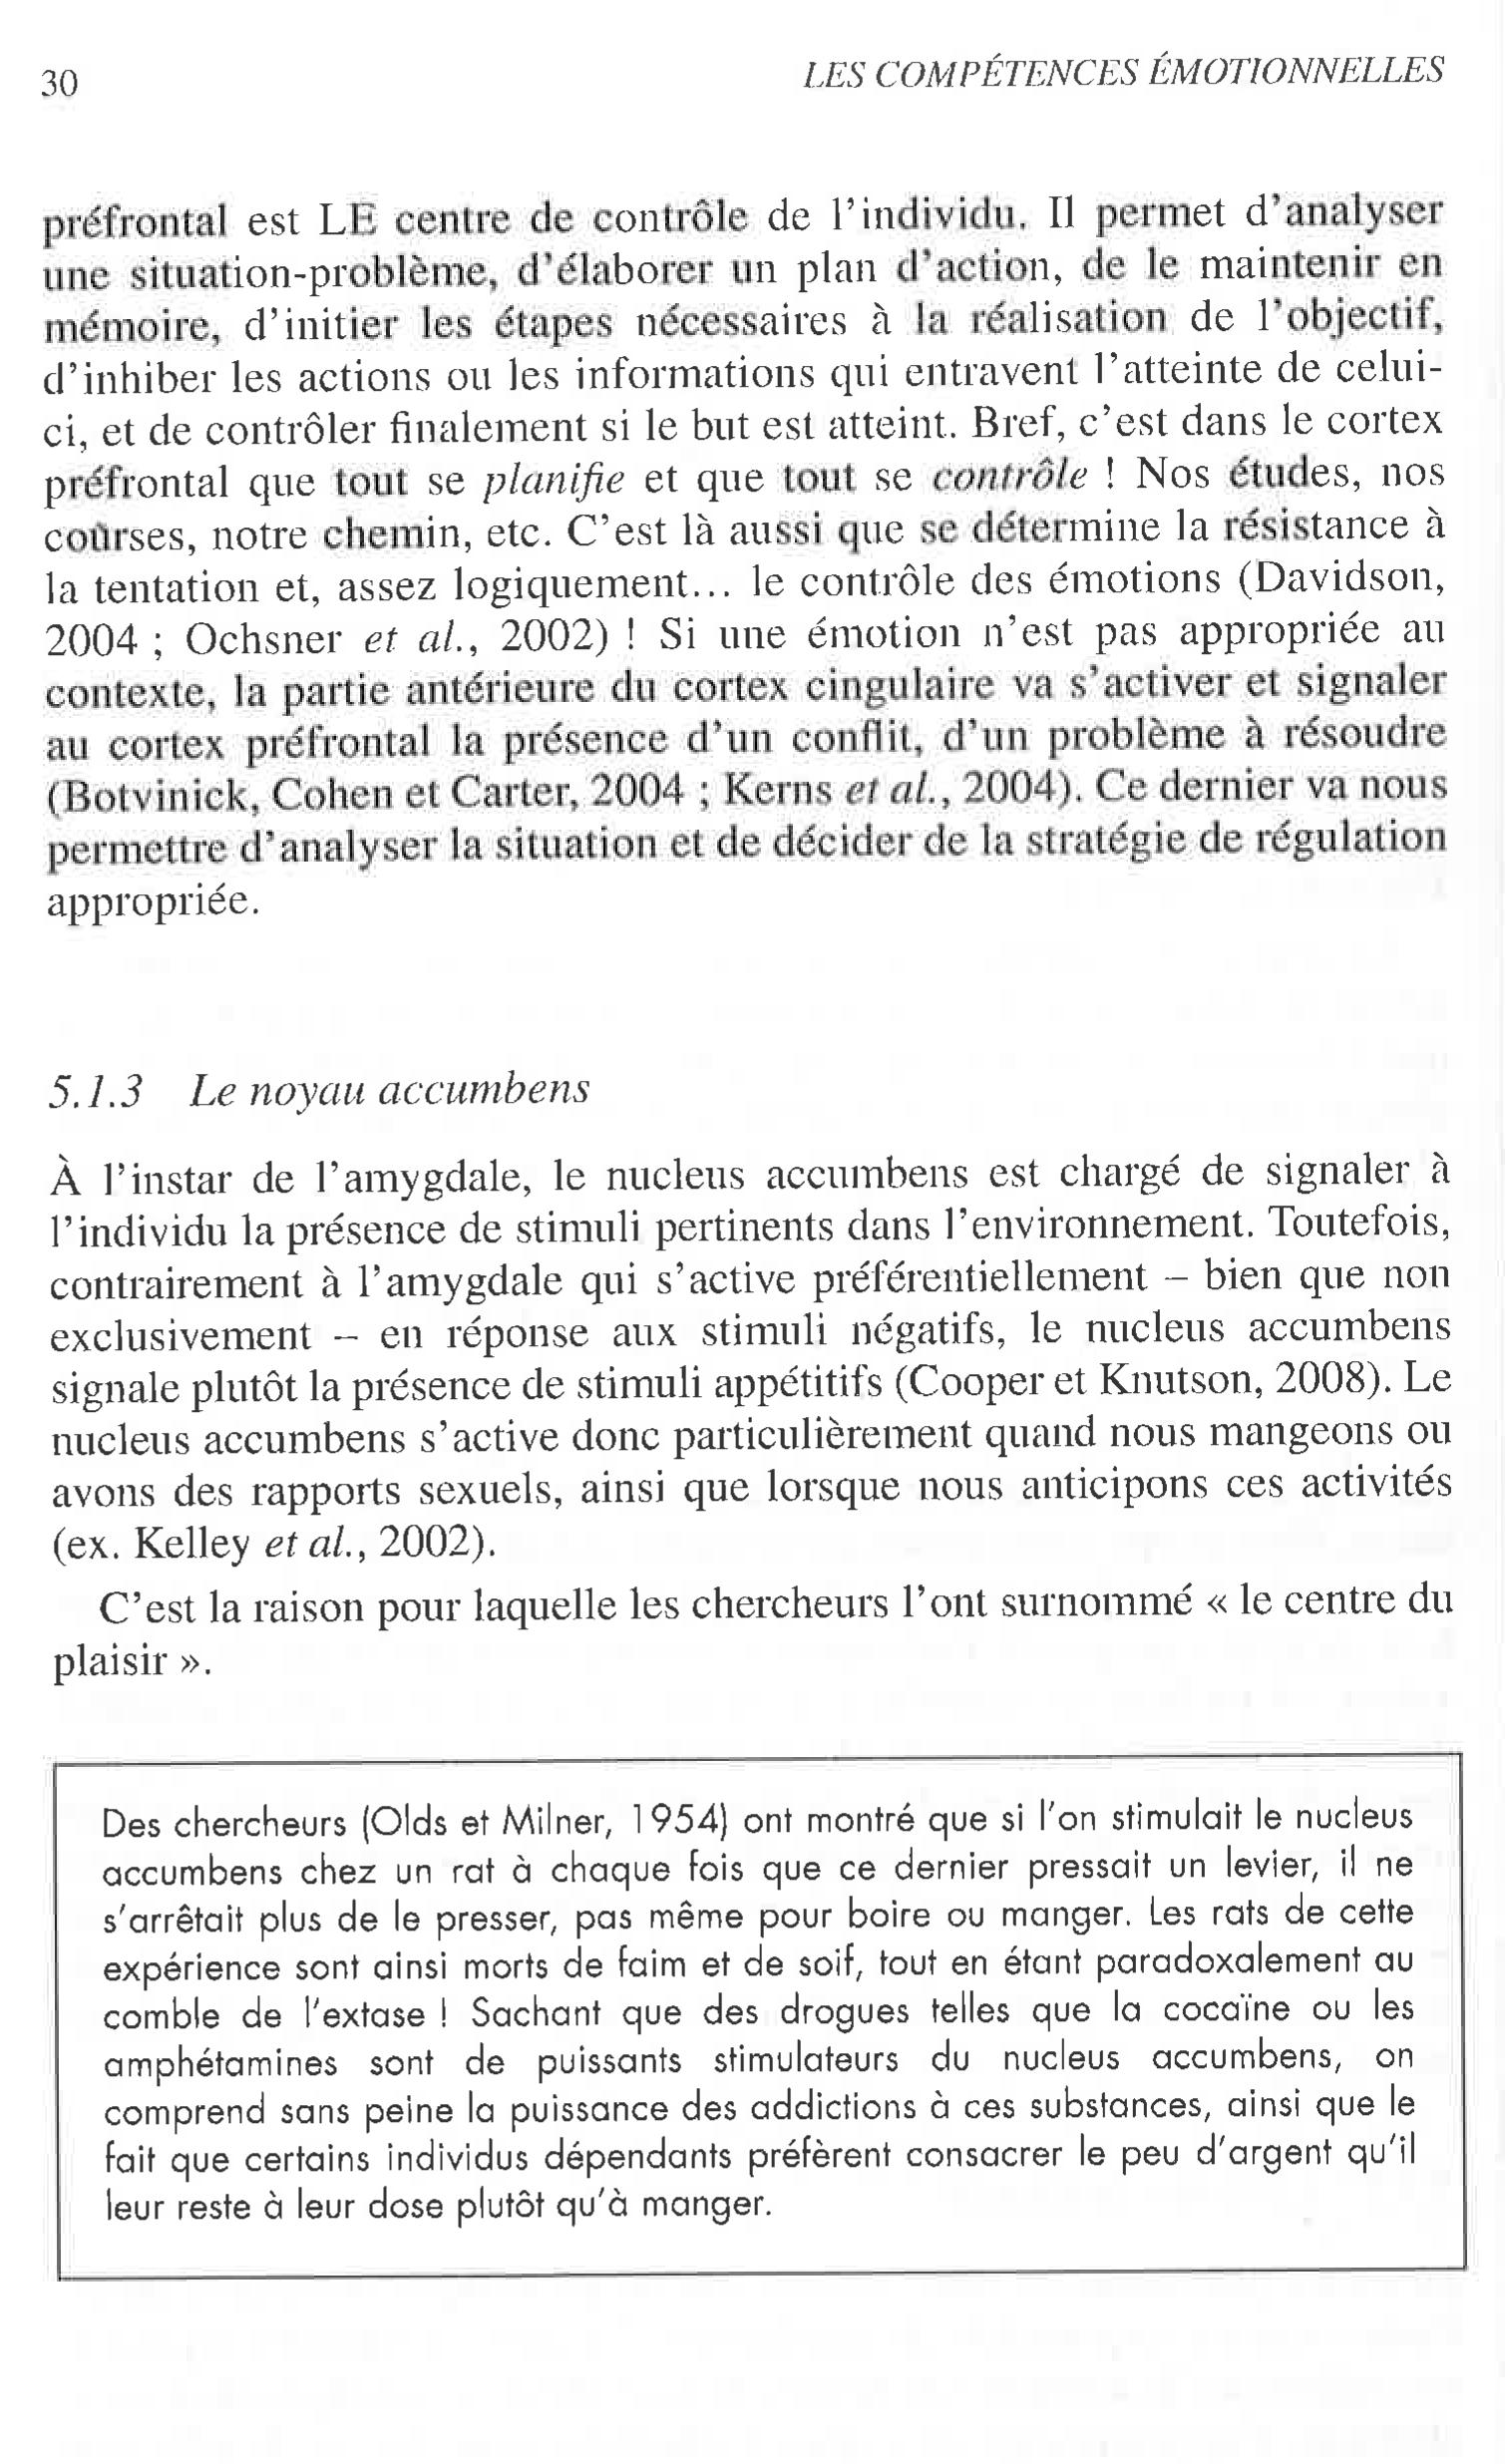 30
LES COMPÉTENCES ÉMOTIONNELLES
préfrontal est LE centre de contrôle de l’individu. Il permet d’analyser
une situation-problème, d’élaborer un plan d’action, de le maintenir en
mémoire, d’initier les étapes nécessaires à la réalisation de l’objectif,
d’inhiber les actions ou les informations qui entravent l’atteinte de celui-
ci, et de contrôler finalement si le but est atteint. Bref, c’est dans le cortex
préfrontal que tout se planifie et que tout se contrôle ! Nos études, nos
courses, notre chemin, etc. C’est là aussi que se détermine la résistance à
la tentation et, assez logiquement... le contrôle des émotions (Davidson,
2004 ; Ochsner et al., 2002) ! Si une émotion n’est pas appropriée au
contexte, la partie antérieure du cortex cingulaire va s’activer et signaler
au cortex préfrontal la présence d’un conflit, d’un problème à résoudre
(Botvinick, Cohen et Carter, 2004 ; Kerns et al., 2004). Ce dernier va nous
permettre d’analyser la situation et de décider de la stratégie de régulation
appropriée.
5.1.3 Le noyau accumbens
À l’instar de l’amygdale, le nucleus accumbens est chargé de signaler à
l’individu la présence de stimuli pertinents dans l’environnement. Toutefois,
contrairement à l’amygdale qui s’active préférentiellement – bien que non
exclusivement – en réponse aux stimuli négatifs, le nucleus accumbens
signale plutôt la présence de stimuli appétitifs (Cooper et Knutson, 2008). Le
nucleus accumbens s’active donc particulièrement quand nous mangeons ou
avons des rapports sexuels, ainsi que lorsque nous anticipons ces activités
(ex. Kelley et al., 2002).
C’est la raison pour laquelle les chercheurs l’ont surnommé « le centre du
plaisir ».
Des chercheurs (Olds et Milner, 1954) ont montré que si l’on stimulait le nucleus
accumbens chez un rat à chaque fois que ce dernier pressait un levier, il ne
s’arrêtait plus de le presser, pas même pour boire ou manger. Les rats de cette
expérience sont ainsi morts de faim et de soif, tout en étant paradoxalement au
comble de l’extase ! Sachant que des drogues telles que la cocaïne ou les
amphétamines sont de puissants stimulateurs du nucleus accumbens, on
comprend sans peine la puissance des addictions à ces substances, ainsi que le
fait que certains individus dépendants préfèrent consacrer le peu d’argent qu’il
leur reste à leur dose plutôt qu’à manger.